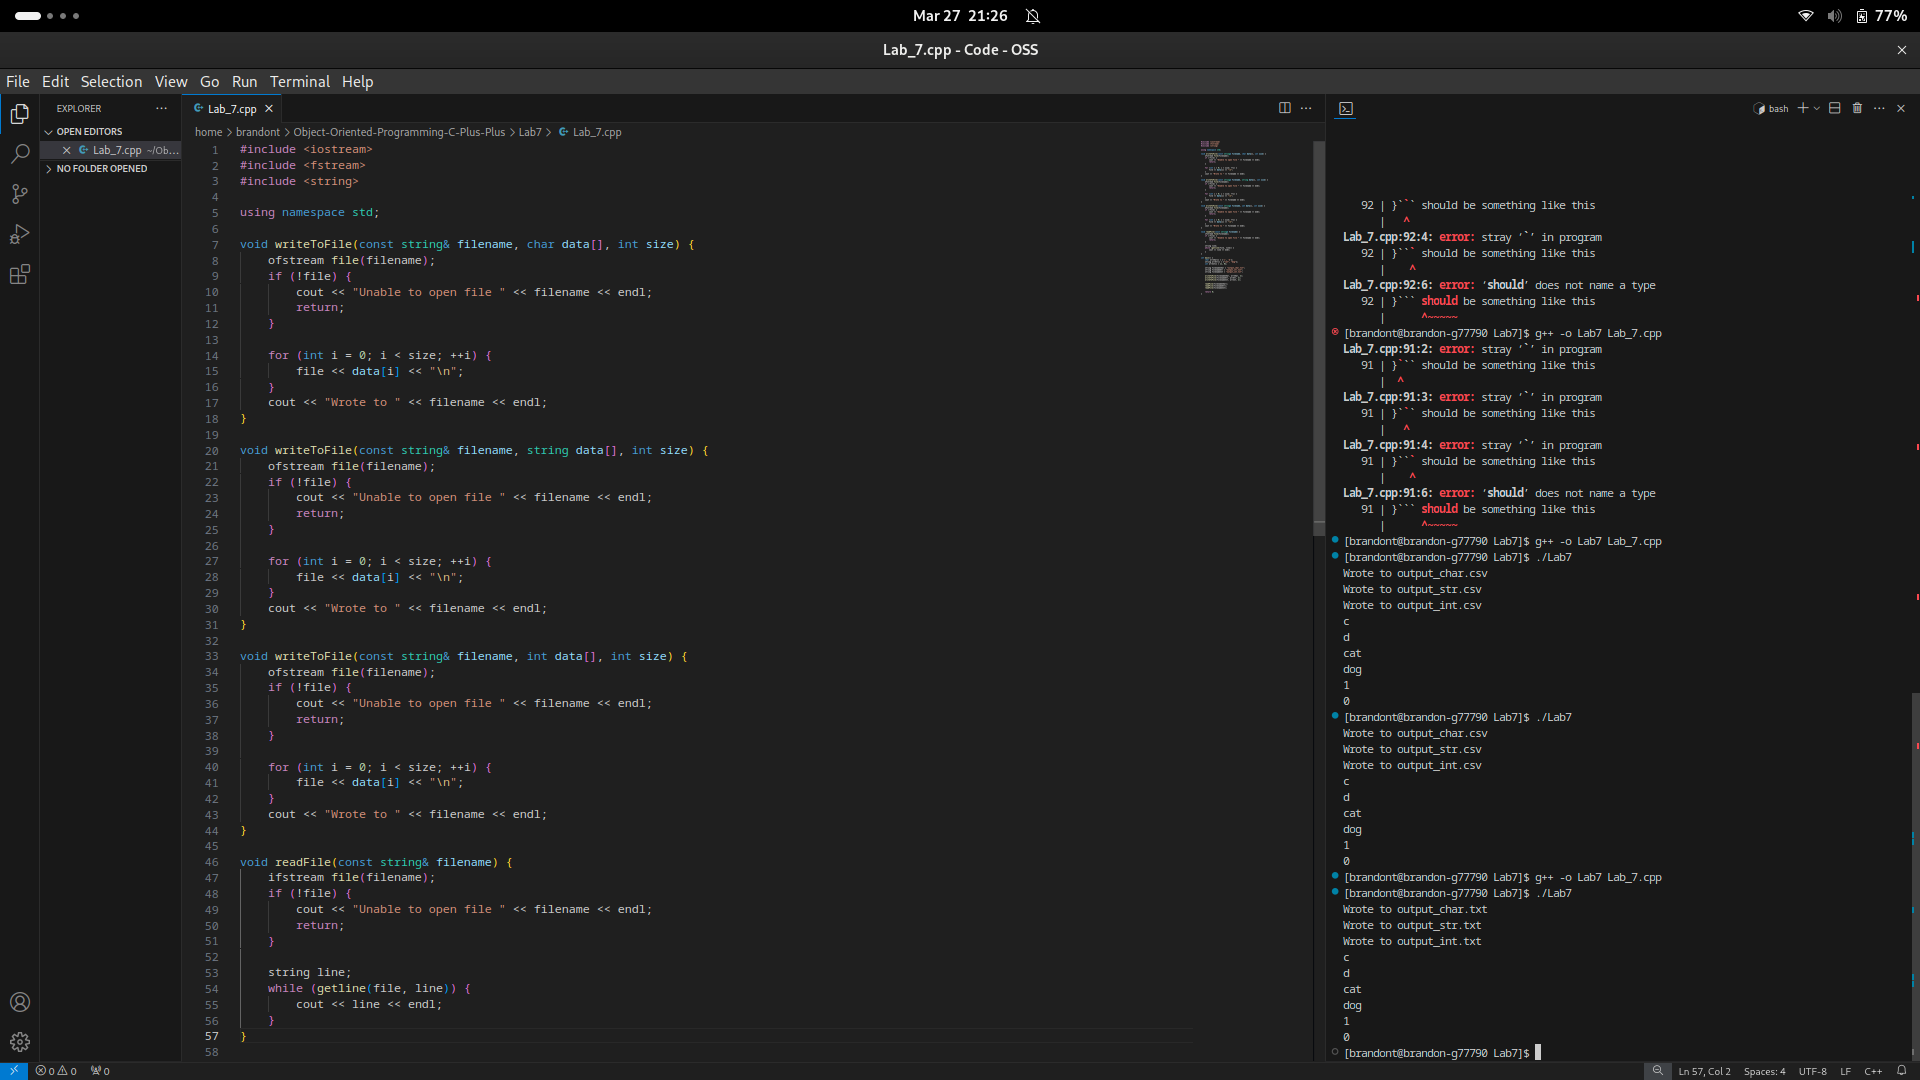 Mar 27 21:26
77%
Lab_7.cpp - Code - OSS
File Edit Selection View Go Run Terminal Help
EXPLORER
OPEN EDITORS
Lab_7.cpp ~/Ob...
NO FOLDER OPENED
Lab_7.cpp
home > brandont > Object-Oriented-Programming-C-Plus-Plus > Lab7 > Lab_7.cpp
1 #include <iostream>
2 #include <fstream>
3 #include <string>
4
5 using namespace std;
6
7 void writeToFile(const string& filename, char data[], int size) {
8     ofstream file(filename);
9     if (!file) {
10         cout << "Unable to open file " << filename << endl;
11         return;
12     }
13
14     for (int i = 0; i < size; ++i) {
15         file << data[i] << "\n";
16     }
17     cout << "Wrote to " << filename << endl;
18 }
19
20 void writeToFile(const string& filename, string data[], int size) {
21     ofstream file(filename);
22     if (!file) {
23         cout << "Unable to open file " << filename << endl;
24         return;
25     }
26
27     for (int i = 0; i < size; ++i) {
28         file << data[i] << "\n";
29     }
30     cout << "Wrote to " << filename << endl;
31 }
32
33 void writeToFile(const string& filename, int data[], int size) {
34     ofstream file(filename);
35     if (!file) {
36         cout << "Unable to open file " << filename << endl;
37         return;
38     }
39
40     for (int i = 0; i < size; ++i) {
41         file << data[i] << "\n";
42     }
43     cout << "Wrote to " << filename << endl;
44 }
45
46 void readFile(const string& filename) {
47     ifstream file(filename);
48     if (!file) {
49         cout << "Unable to open file " << filename << endl;
50         return;
51     }
52
53     string line;
54     while (getline(file, line)) {
55         cout << line << endl;
56     }
57 }
58
bash
92 | }``` should be something like this
| ^
Lab_7.cpp:92:4: error: stray ‘`’ in program
92 | }``` should be something like this
| ^
Lab_7.cpp:92:6: error: ‘should’ does not name a type
92 | }``` should be something like this
| ^~~~~~
[brandont@brandon-g77790 Lab7]$ g++ -o Lab7 Lab_7.cpp
Lab_7.cpp:91:2: error: stray ‘`’ in program
91 | }``` should be something like this
| ^
Lab_7.cpp:91:3: error: stray ‘`’ in program
91 | }``` should be something like this
| ^
Lab_7.cpp:91:4: error: stray ‘`’ in program
91 | }``` should be something like this
| ^
Lab_7.cpp:91:6: error: ‘should’ does not name a type
91 | }``` should be something like this
| ^~~~~~
[brandont@brandon-g77790 Lab7]$ g++ -o Lab7 Lab_7.cpp
[brandont@brandon-g77790 Lab7]$ ./Lab7
Wrote to output_char.csv
Wrote to output_str.csv
Wrote to output_int.csv
c
d
cat
dog
1
0
[brandont@brandon-g77790 Lab7]$ ./Lab7
Wrote to output_char.csv
Wrote to output_str.csv
Wrote to output_int.csv
c
d
cat
dog
1
0
[brandont@brandon-g77790 Lab7]$ g++ -o Lab7 Lab_7.cpp
[brandont@brandon-g77790 Lab7]$ ./Lab7
Wrote to output_char.txt
Wrote to output_str.txt
Wrote to output_int.txt
c
d
cat
dog
1
0
[brandont@brandon-g77790 Lab7]$
0 0 0
Ln 57, Col 2 Spaces: 4 UTF-8 LF C++